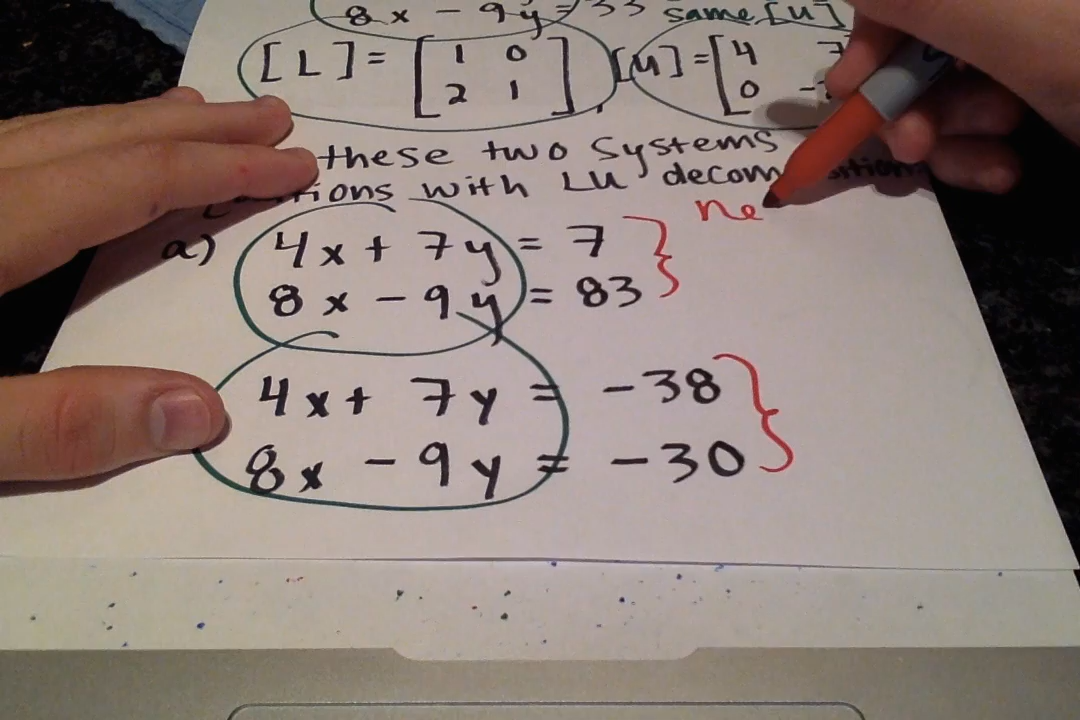 8x - 9y = 33 same [U]
[L] = [1 0 2 1], [U] = [4 7 0 -
these two systems
with LU decom
ne
a) 4x + 7y = 7
8x - 9y = 83
4x + 7y = -38
8x - 9y = -30